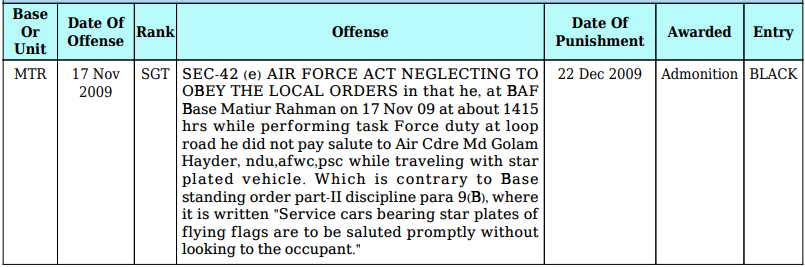 Base Or Unit | Date Of Offense | Rank | Offense | Date Of Punishment | Awarded | Entry
MTR | 17 Nov 2009 | SGT | SEC-42 (e) AIR FORCE ACT NEGLECTING TO | 22 Dec 2009 | Admonition | BLACK
OBEY THE LOCAL ORDERS in that he, at BAF
Base Matiur Rahman on 17 Nov 09 at about 1415
hrs while performing task Force duty at loop
road he did not pay salute to Air Cdre Md Golam
Hayder, ndu,afwc,psc while traveling with star
plated vehicle. Which is contrary to Base
standing order part-II discipline para 9(B), where
it is written "Service cars bearing star plates of
flying flags are to be saluted promptly without
looking to the occupant."